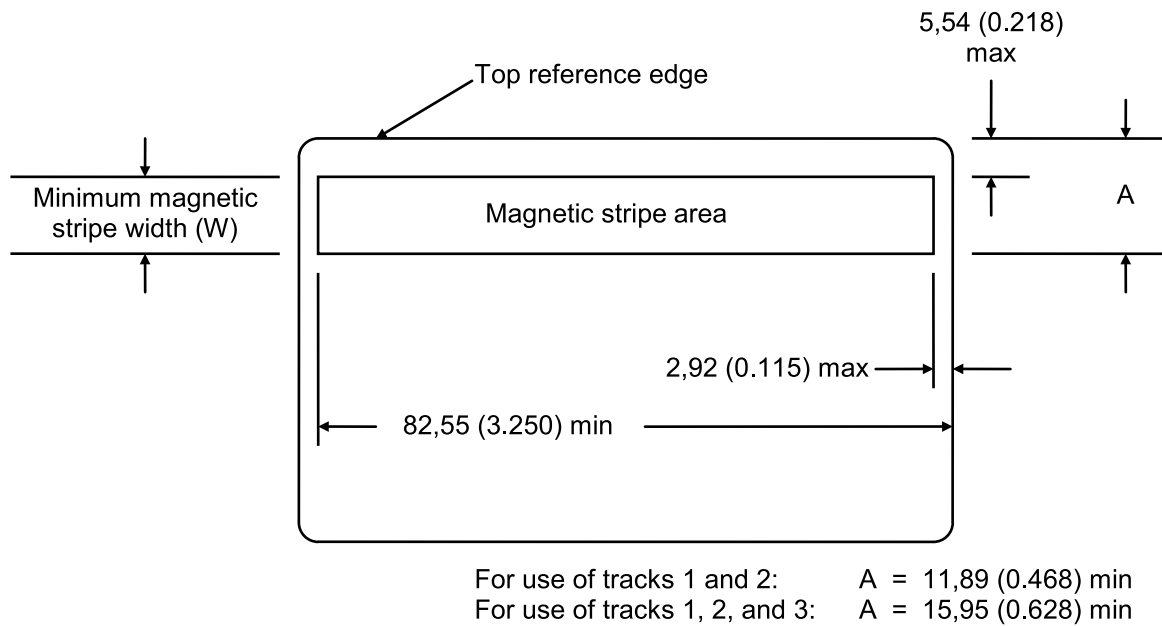 5,54 (0.218)
max
Top reference edge
Minimum magnetic
stripe width (W)
Magnetic stripe area
A
2,92 (0.115) max
82,55 (3.250) min
For use of tracks 1 and 2: A = 11,89 (0.468) min
For use of tracks 1, 2, and 3: A = 15,95 (0.628) min